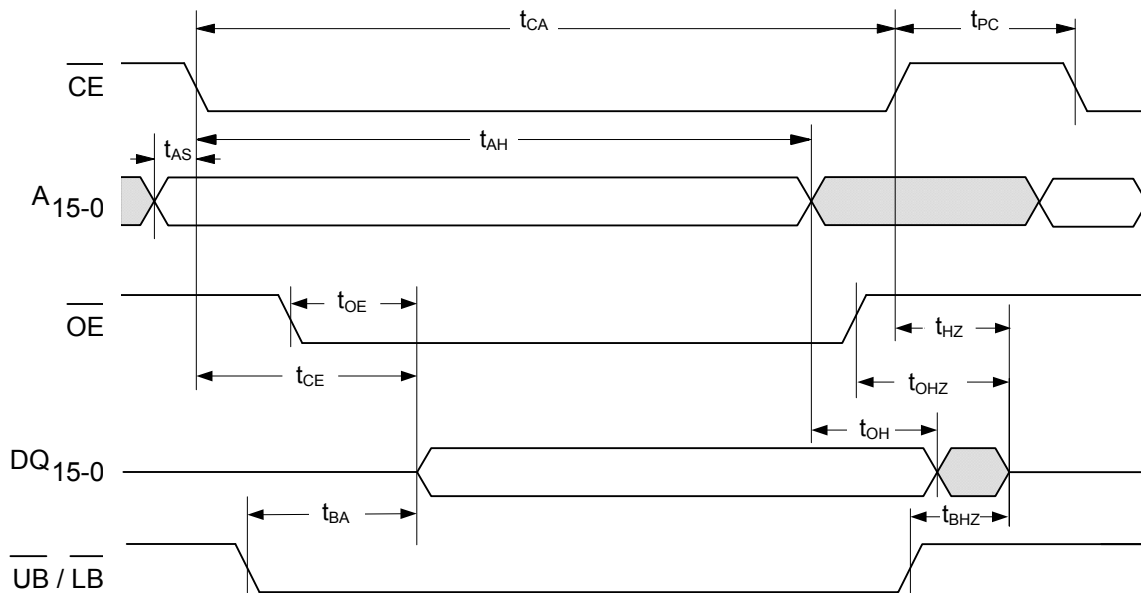 tCA
tPC
CE
tAS
tAH
A15-0
tOE
OE
tHZ
tCE
tOHZ
tOH
DQ15-0
tBA
tBHZ
UB / LB